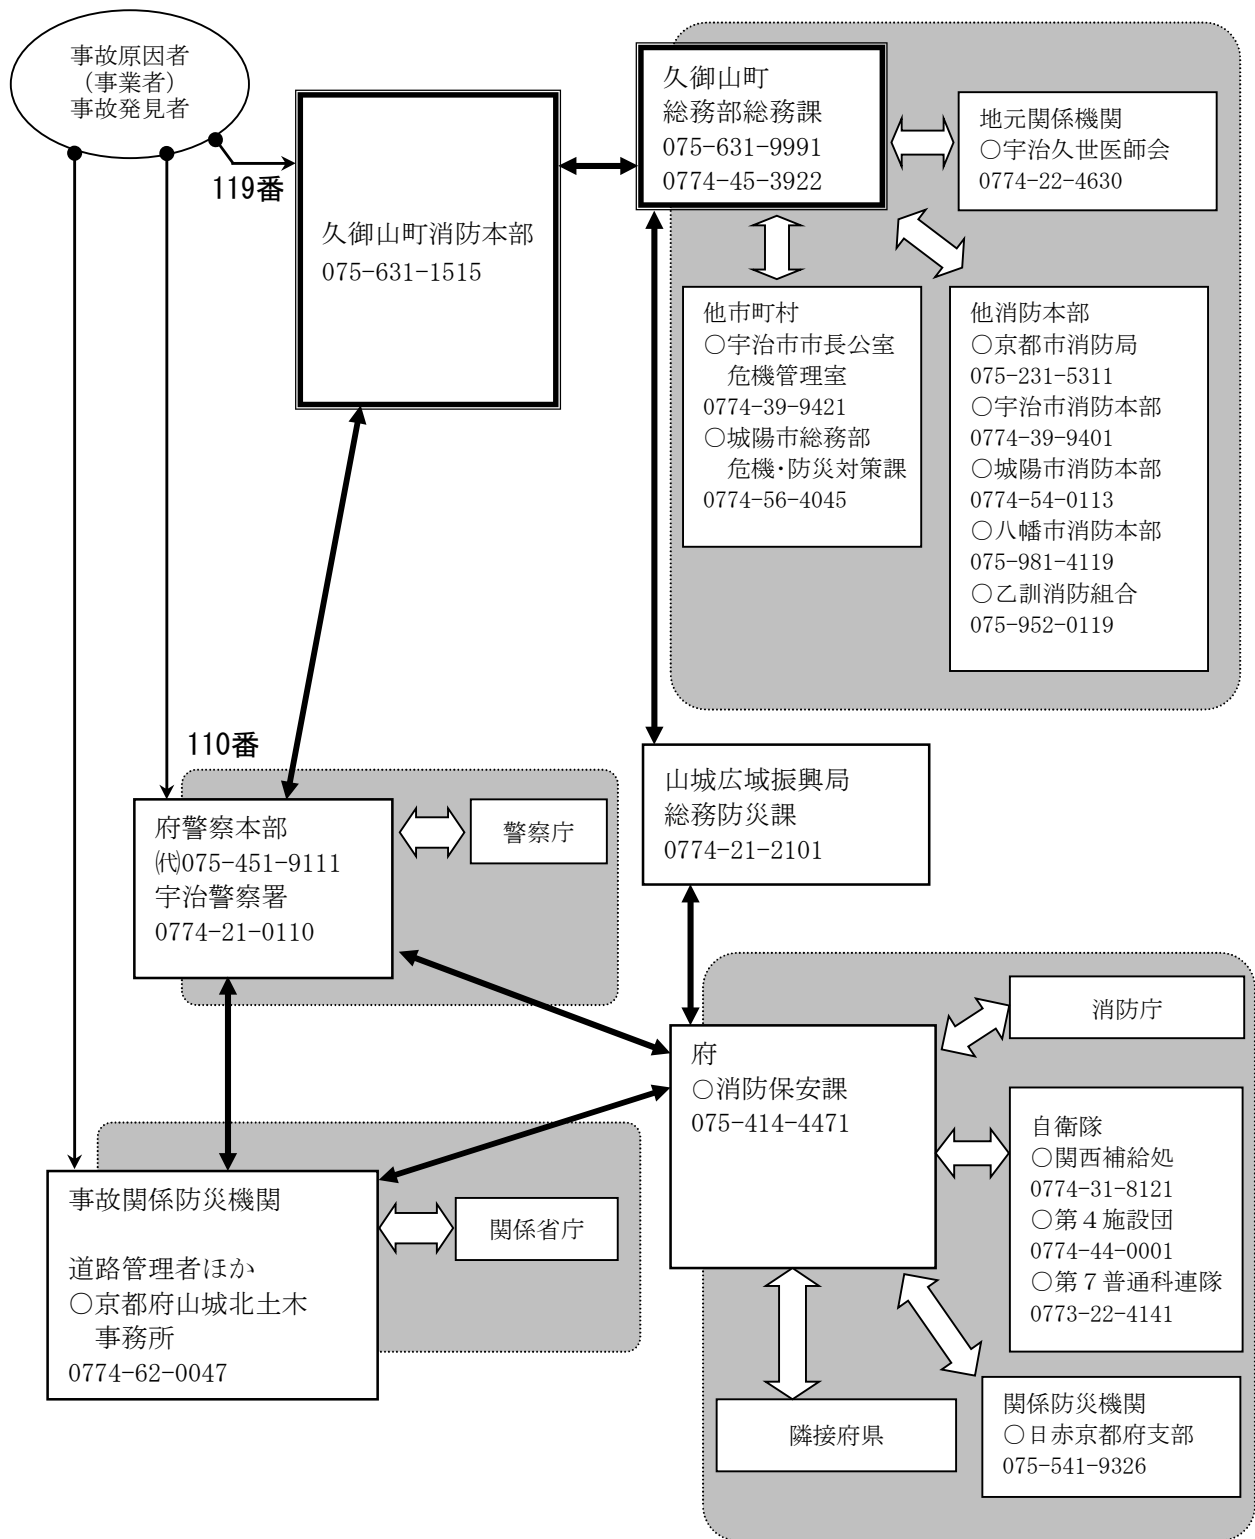 事故原因者
(事業者)
事故発見者
119番
久御山町消防本部
075-631-1515
久御山町
総務部総務課
075-631-9991
0774-45-3922
地元関係機関
○宇治久世医師会
0774-22-4630
他市町村
○宇治市市長公室
危機管理室
0774-39-9421
○城陽市総務部
危機・防災対策課
0774-56-4045
他消防本部
○京都市消防局
075-231-5311
○宇治市消防本部
0774-39-9401
○城陽市消防本部
0774-54-0113
○八幡市消防本部
075-981-4119
○乙訓消防組合
075-952-0119
110番
府警察本部
㈹075-451-9111
宇治警察署
0774-21-0110
警察庁
山城広域振興局
総務防災課
0774-21-2101
府
○消防保安課
075-414-4471
消防庁
自衛隊
○関西補給処
0774-31-8121
○第4施設団
0774-44-0001
○第7普通科連隊
0773-22-4141
事故関係防災機関
道路管理者ほか
○京都府山城北土木
事務所
0774-62-0047
関係省庁
隣接府県
関係防災機関
○日赤京都府支部
075-541-9326